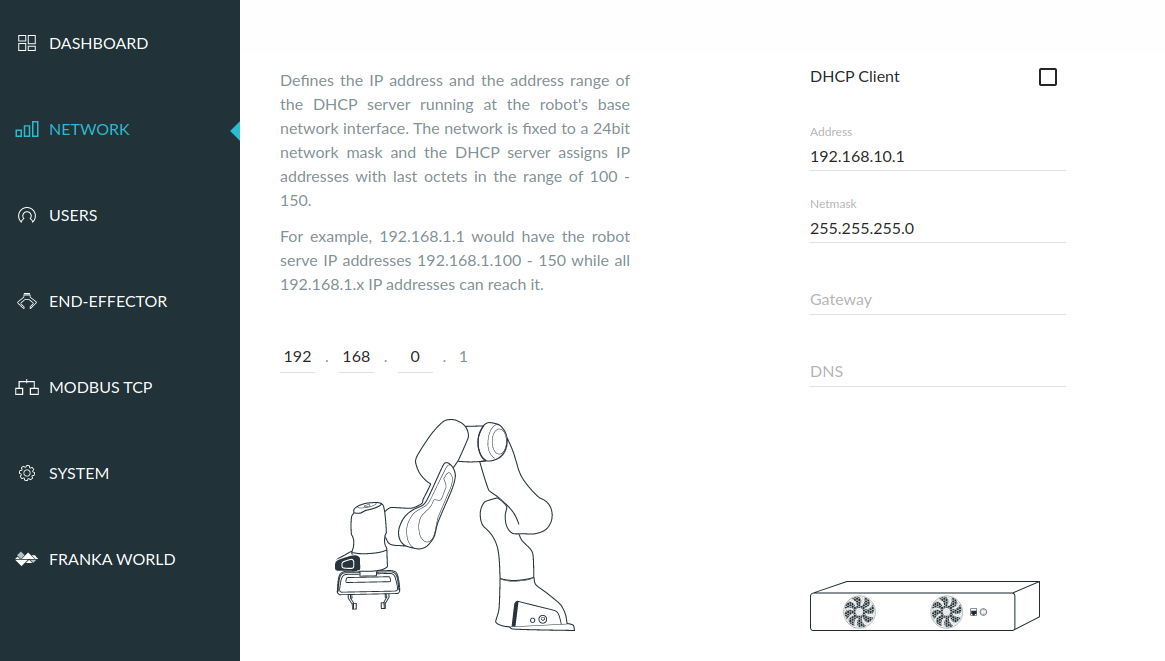 DASHBOARD
NETWORK
USERS
END-EFFECTOR
MODBUS TCP
SYSTEM
FRANKA WORLD
Defines the IP address and the address range of
the DHCP server running at the robot's base
network interface. The network is fixed to a 24bit
network mask and the DHCP server assigns IP
addresses with last octets in the range of 100 -
150.
For example, 192.168.1.1 would have the robot
serve IP addresses 192.168.1.100 - 150 while all
192.168.1.x IP addresses can reach it.
192 . 168 . 0 . 1
DHCP Client
Address
192.168.10.1
Netmask
255.255.255.0
Gateway
DNS